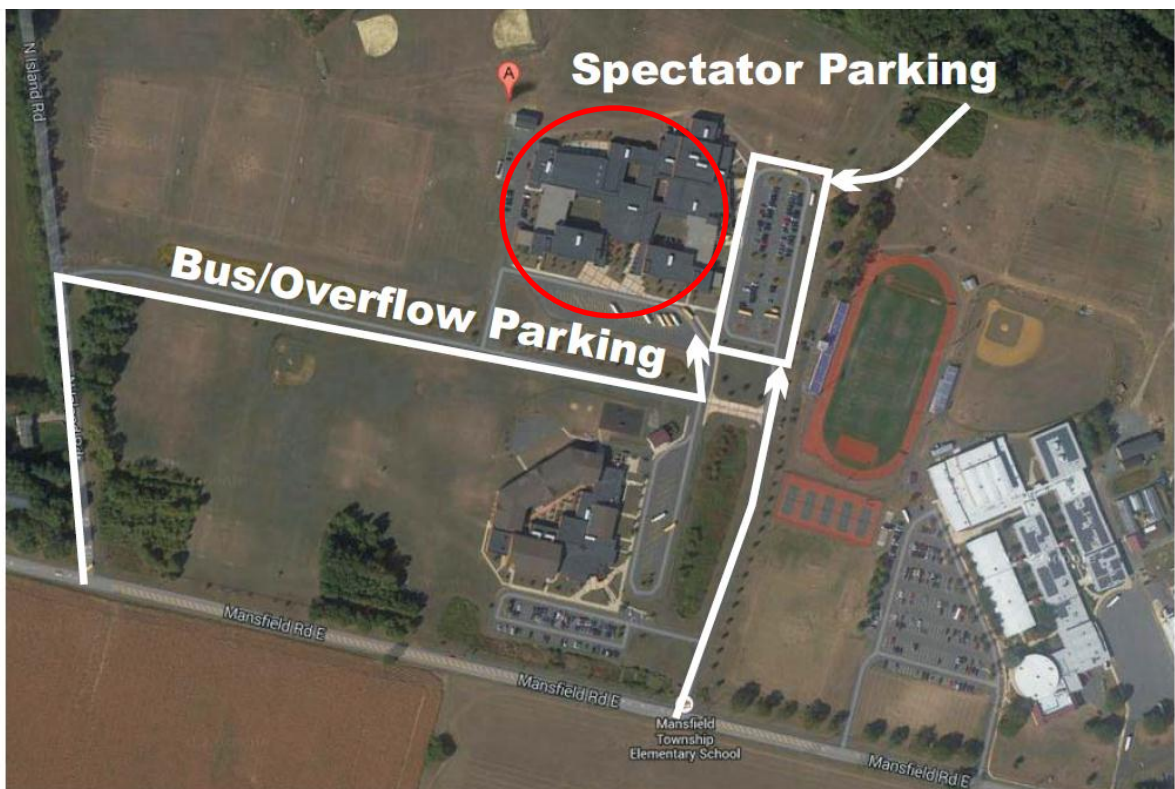 N Island Rd
A
Spectator Parking
Bus/Overflow Parking
Mansfield Rd E
Mansfield Rd E
Mansfield
Township
Elementary School
Mansfield Rd E